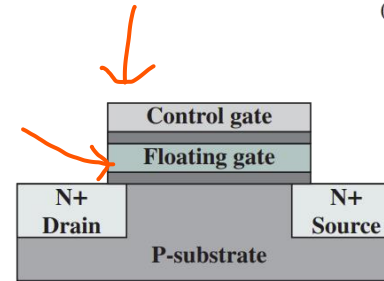 (
Control gate
Floating gate
N+
Drain
N+
Source
P-substrate